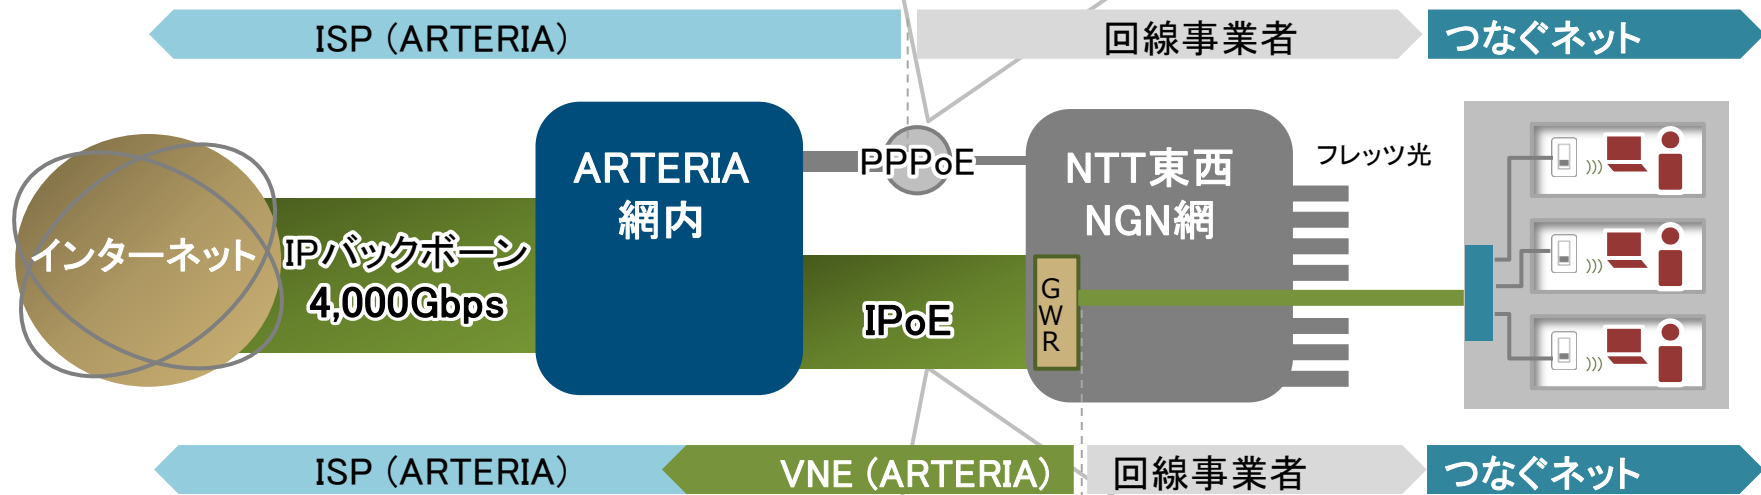 ISP (ARTERIA)
回線事業者
つなぐネット
インターネット
IPバックボーン
4,000Gbps
ARTERIA
網内
PPPoE
IPoE
NTT東西
NGN網
G
W
R
フレッツ光
ISP (ARTERIA)
VNE (ARTERIA)
回線事業者
つなぐネット